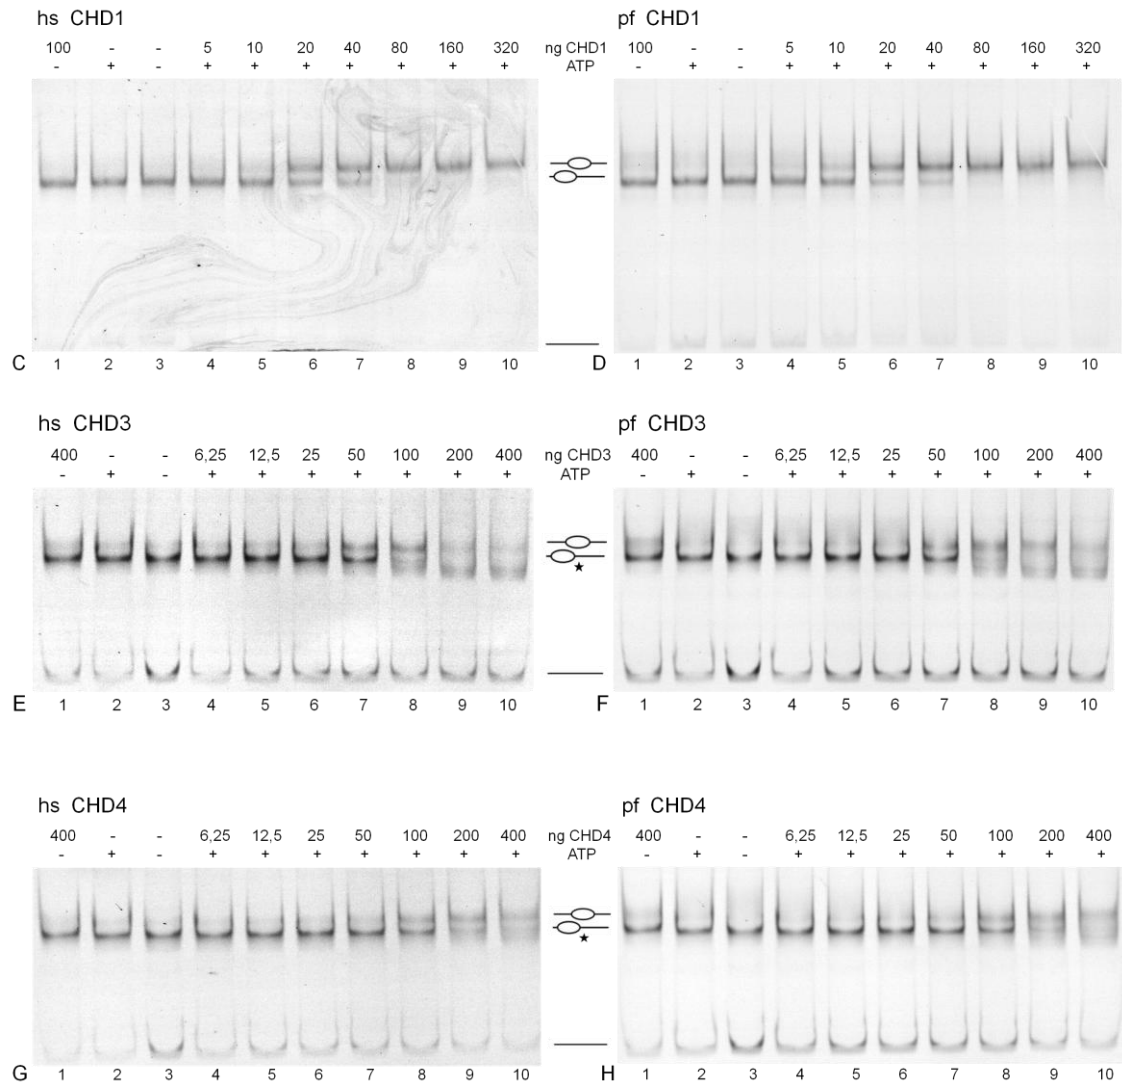 hs CHD1 pf CHD1
100 - - 5 10 20 40 80 160 320 ng CHD1 100 - - 5 10 20 40 80 160 320
- + - + + + + + + + ATP - + - + + + + + + +
C 1 2 3 4 5 6 7 8 9 10 D 1 2 3 4 5 6 7 8 9 10
hs CHD3 pf CHD3
400 - - 6,25 12,5 25 50 100 200 400 ng CHD3 400 - - 6,25 12,5 25 50 100 200 400
- + - + + + + + + + ATP - + - + + + + + + +
E 1 2 3 4 5 6 7 8 9 10 F 1 2 3 4 5 6 7 8 9 10
hs CHD4 pf CHD4
400 - - 6,25 12,5 25 50 100 200 400 ng CHD4 400 - - 6,25 12,5 25 50 100 200 400
- + - + + + + + + + ATP - + - + + + + + + +
G 1 2 3 4 5 6 7 8 9 10 H 1 2 3 4 5 6 7 8 9 10